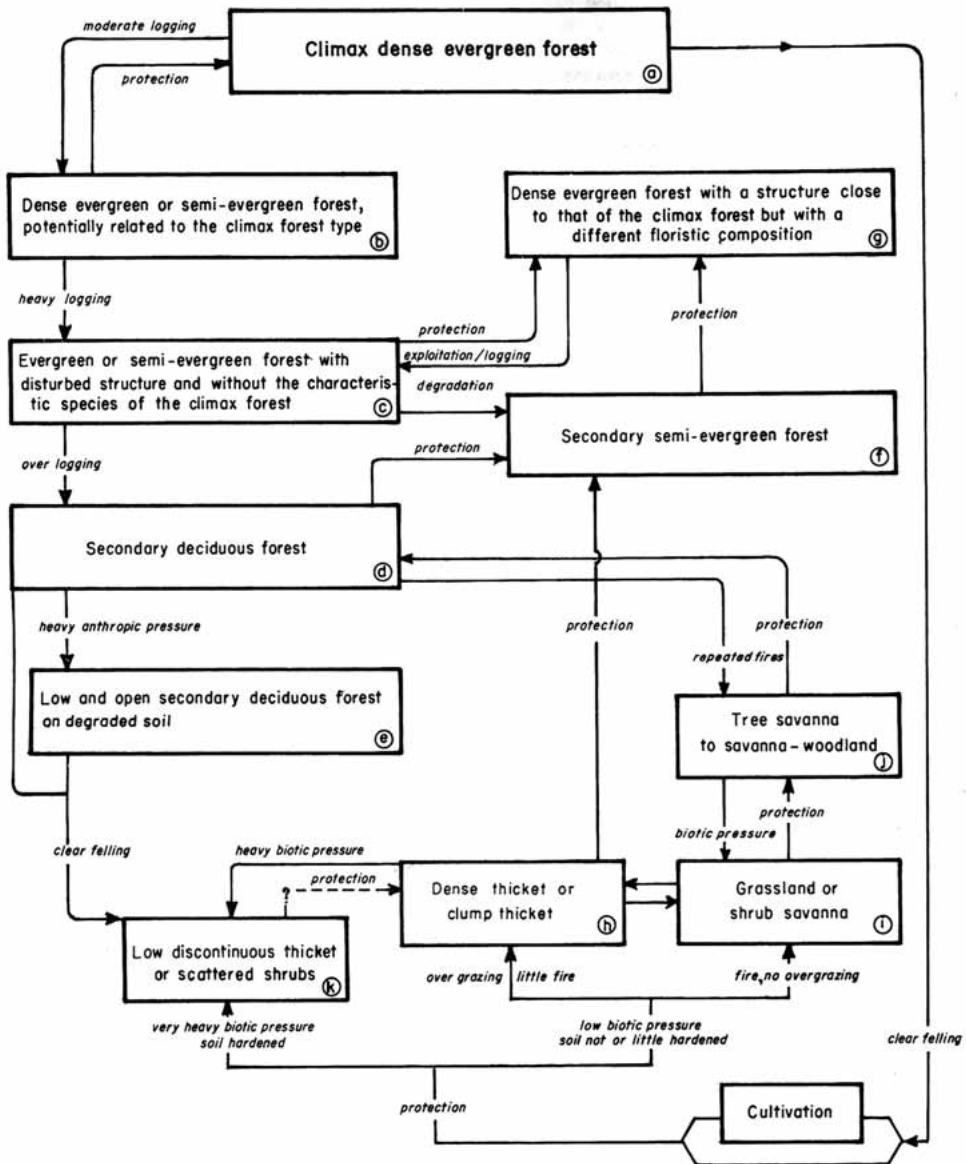 moderate logging
Climax dense evergreen forest
a
protection
Dense evergreen or semi-evergreen forest,
potentially related to the climax forest type
b
Dense evergreen forest with a structure close
to that of the climax forest but with a
different floristic composition
g
heavy logging
protection
protection
Evergreen or semi-evergreen forest with
disturbed structure and without the characteris-
tic species of the climax forest
c
exploitation/logging
degradation
Secondary semi-evergreen forest
f
over logging
protection
Secondary deciduous forest
d
heavy anthropic pressure
protection
protection
repeated fires
Low and open secondary deciduous forest
on degraded soil
e
Tree savanna
to savanna-woodland
j
biotic pressure
protection
clear felling
heavy biotic pressure
protection
?
Dense thicket or
clump thicket
h
Grassland or
shrub savanna
i
Low discontinuous thicket
or scattered shrubs
k
over grazing
little fire
fire, no overgrazing
very heavy biotic pressure
soil hardened
low biotic pressure
soil not or little hardened
clear felling
protection
Cultivation